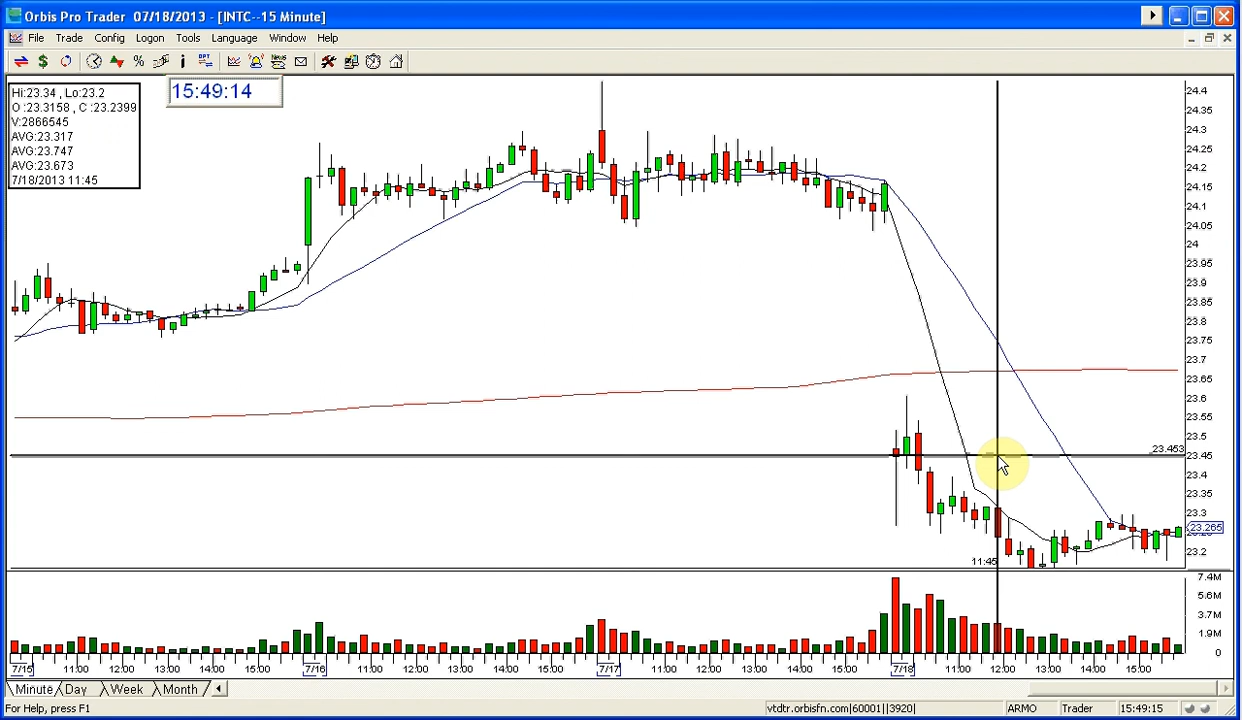 Orbis Pro Trader 07/18/2013 - [INTC--15 Minute]
File Trade Config Logon Tools Language Window Help
15:49:14
Hi:23.34 , Lo:23.2
O :23.3158 , C :23.2399
V:2866545
AVG:23.317
AVG:23.747
AVG:23.673
7/18/2013 11:45
24.4
24.35
24.3
24.25
24.2
24.15
24.1
24.05
24
23.95
23.9
23.85
23.8
23.75
23.7
23.65
23.6
23.55
23.5
23.453
23.45
23.4
23.35
23.3
23.265
23.2
11:45
7.4M
5.6M
3.7M
1.9M
0
7/15 11:00 12:00 13:00 14:00 15:00 7/16 11:00 12:00 13:00 14:00 15:00 7/17 11:00 12:00 13:00 14:00 15:00 7/18 11:00 12:00 13:00 14:00 15:00
Minute Day Week Month
For Help, press F1 vtdtr.orbisfn.com|60001||3920| ARMO Trader 15:49:15